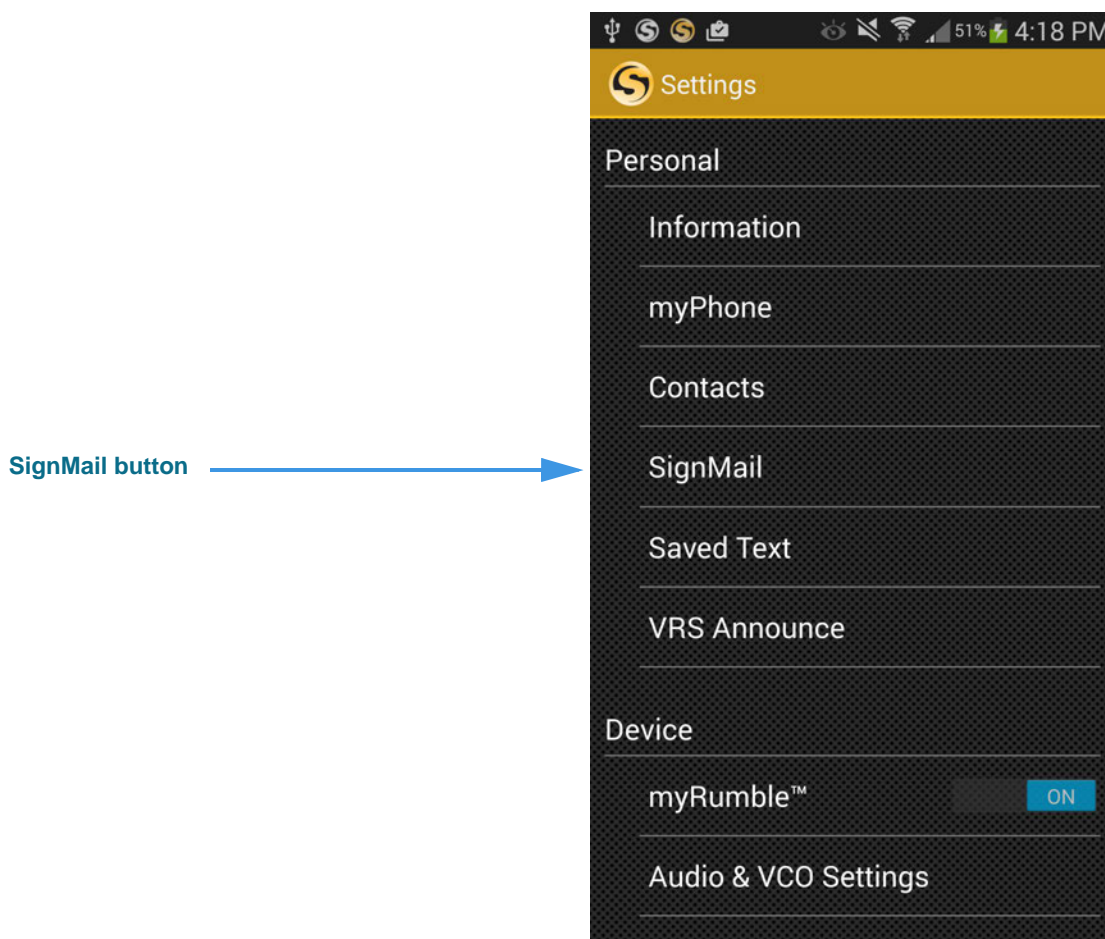 51% 4:18 PM
Settings
Personal
Information
myPhone
Contacts
SignMail button
SignMail
Saved Text
VRS Announce
Device
myRumble™ ON
Audio & VCO Settings